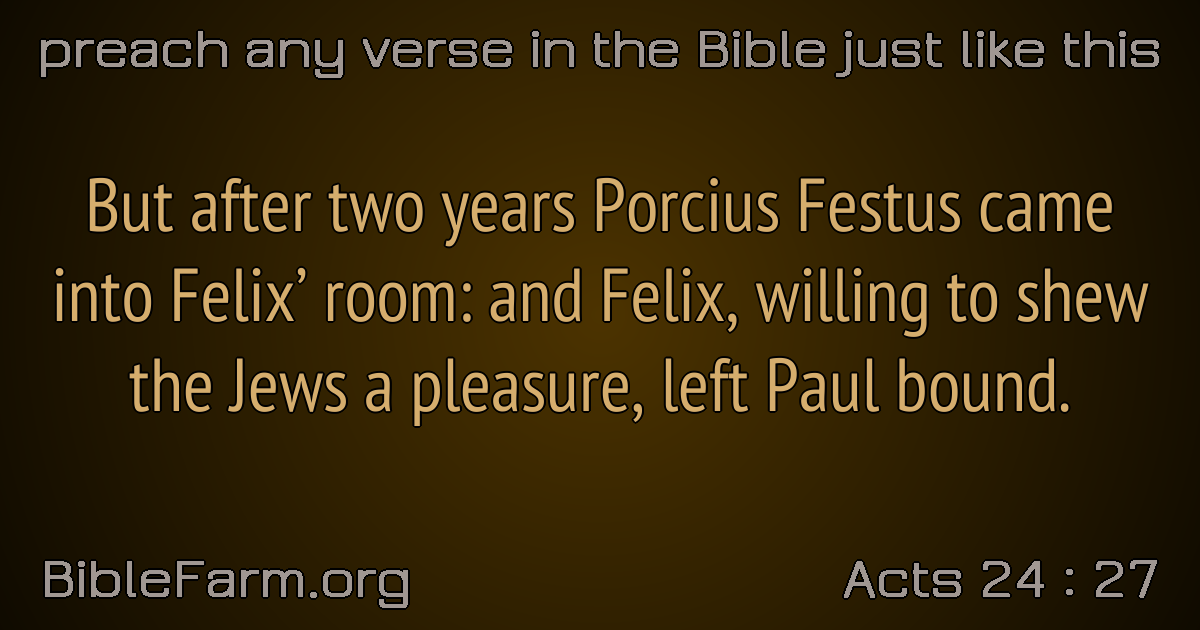 preach any verse in the Bible just like this
But after two years Porcius Festus came
into Felix’ room: and Felix, willing to shew
the Jews a pleasure, left Paul bound.
BibleFarm.org
Acts 24 : 27